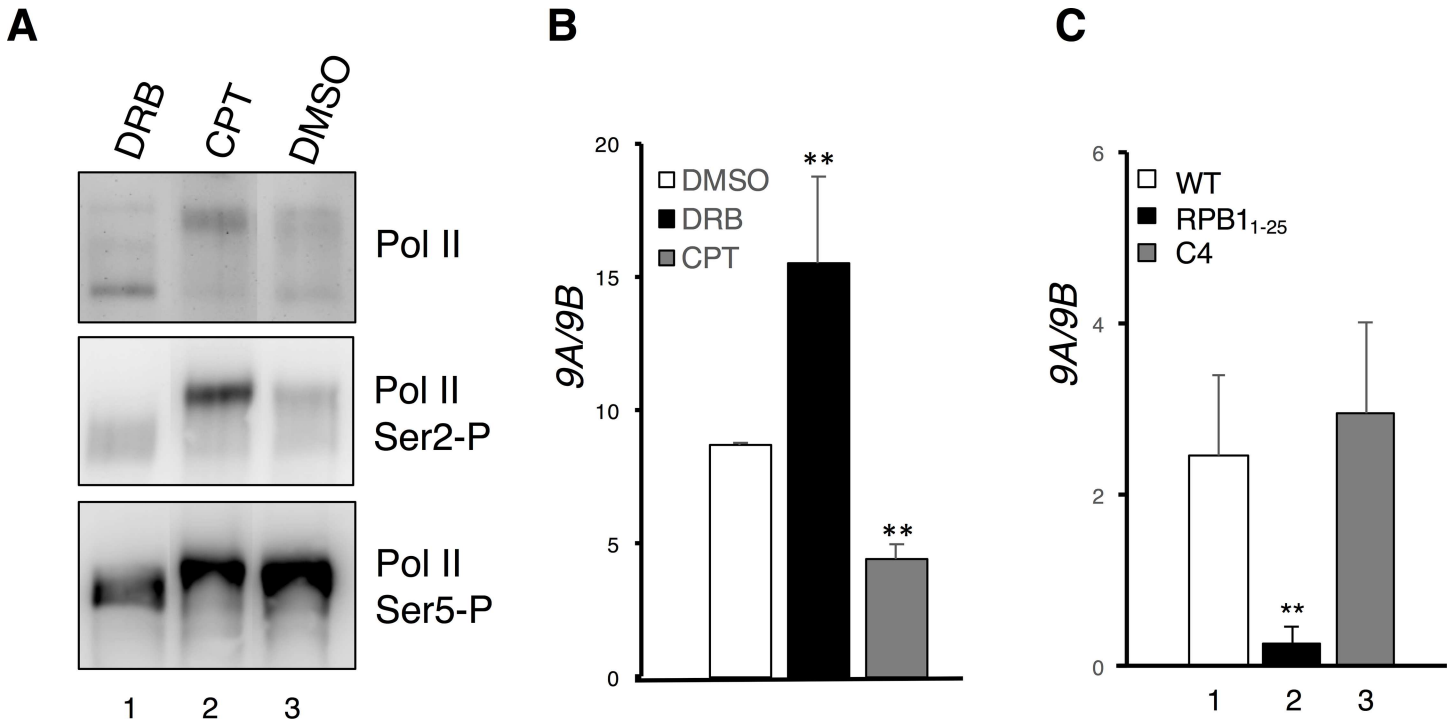 A
DRB
CPT
DMSO
Pol II
Pol II
Ser2-P
Pol II
Ser5-P
1 2 3
B
9A/9B
20
15
10
5
0
DMSO
DRB
CPT
**
**
C
9A/9B
6
4
2
0
WT
RPB1₁₋₂₅
C4
**
1 2 3